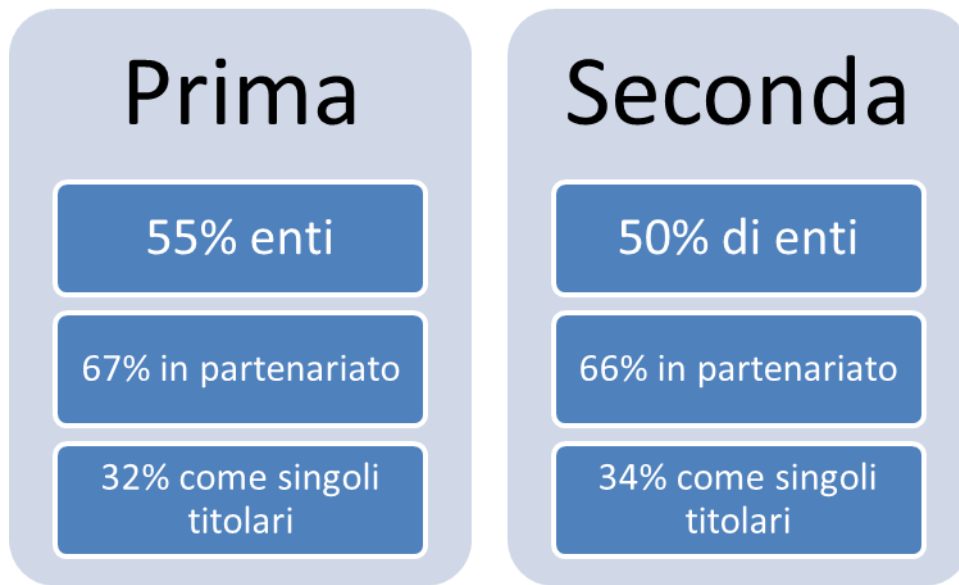 Prima
55% enti
67% in partenariato
32% come singoli
titolari
Seconda
50% di enti
66% in partenariato
34% come singoli
titolari